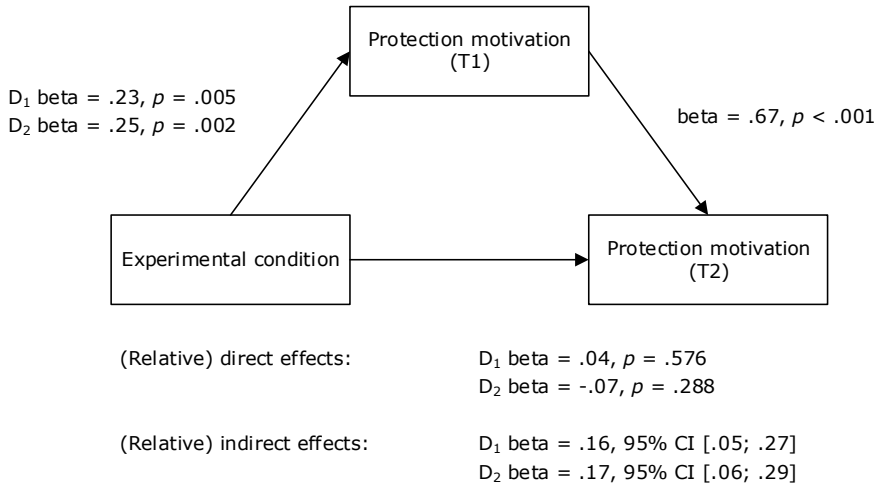 Protection motivation
(T1)
D₁ beta = .23, p = .005
D₂ beta = .25, p = .002
beta = .67, p < .001
Experimental condition
Protection motivation
(T2)
(Relative) direct effects: D₁ beta = .04, p = .576
D₂ beta = -.07, p = .288
(Relative) indirect effects: D₁ beta = .16, 95% CI [.05; .27]
D₂ beta = .17, 95% CI [.06; .29]